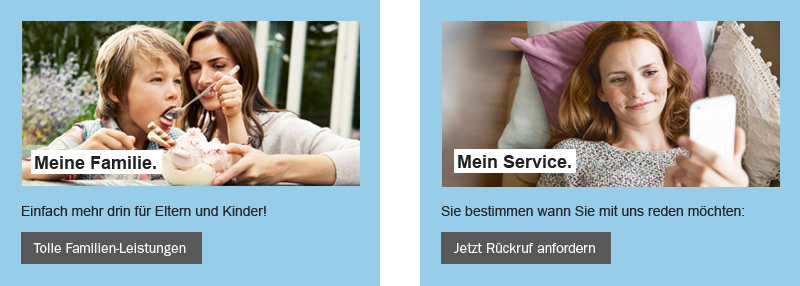 Meine Familie.
Einfach mehr drin für Eltern und Kinder!
Tolle Familien-Leistungen
Mein Service.
Sie bestimmen wann Sie mit uns reden möchten:
Jetzt Rückruf anfordern